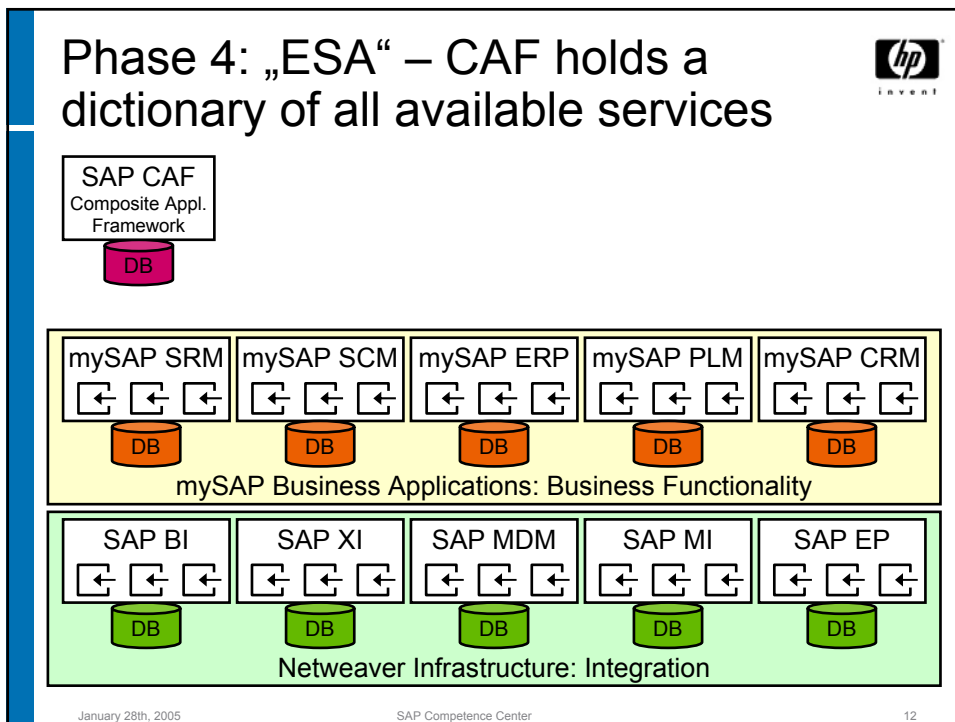 Phase 4: „ESA“ – CAF holds a
dictionary of all available services
hp
invent
SAP CAF
Composite Appl.
Framework
DB
mySAP SRM
mySAP SCM
mySAP ERP
mySAP PLM
mySAP CRM
DB
DB
DB
DB
DB
mySAP Business Applications: Business Functionality
SAP BI
SAP XI
SAP MDM
SAP MI
SAP EP
DB
DB
DB
DB
DB
Netweaver Infrastructure: Integration
January 28th, 2005
SAP Competence Center
12